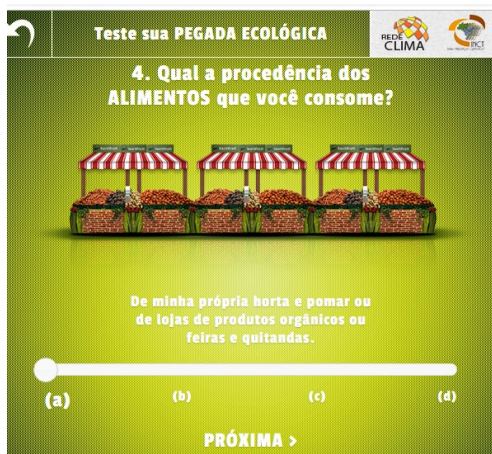 Teste sua PEGADA ECOLÓGICA
REDE
CLIMA
INCT
4. Qual a procedência dos
ALIMENTOS que você consome?
De minha própria horta e pomar ou
de lojas de produtos orgânicos ou
feiras e quitandas.
(a) (b) (c) (d)
PRÓXIMA >